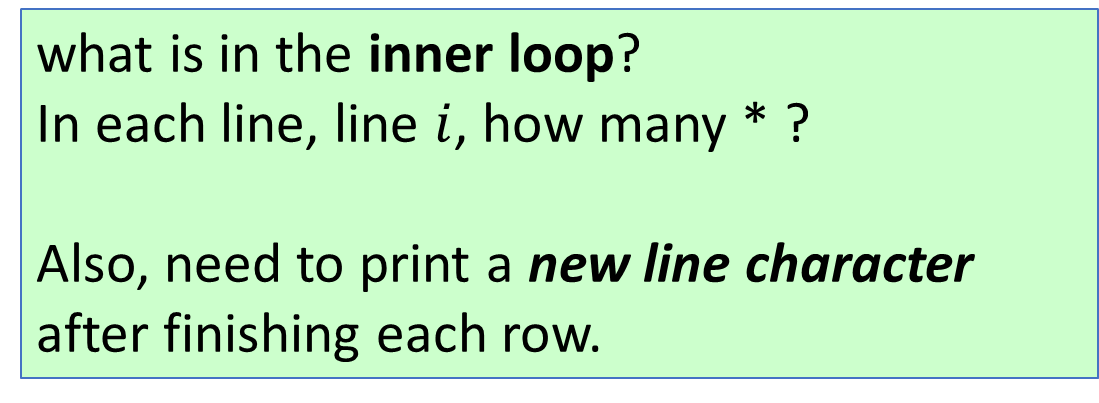 what is in the inner loop?
In each line, line i, how many * ?
Also, need to print a new line character
after finishing each row.